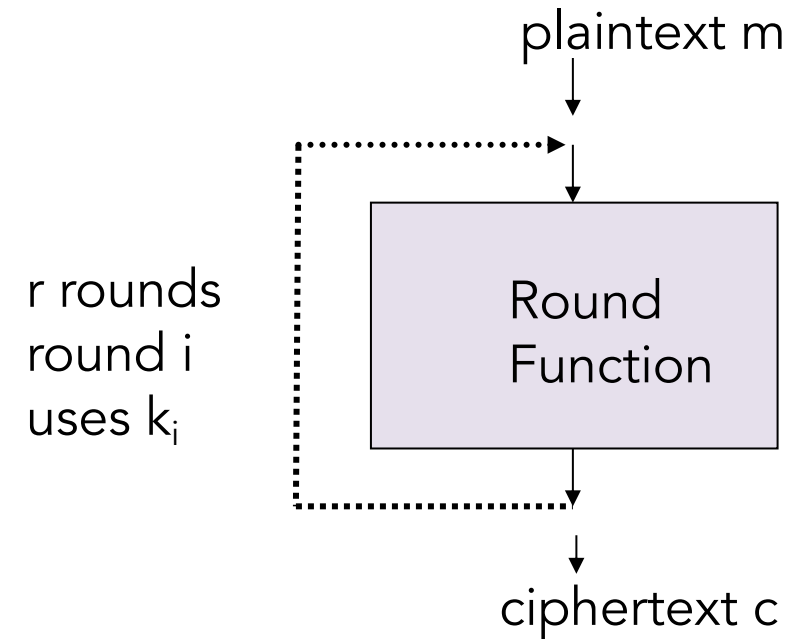 plaintext m
r rounds
round i
uses kᵢ
Round
Function
ciphertext c